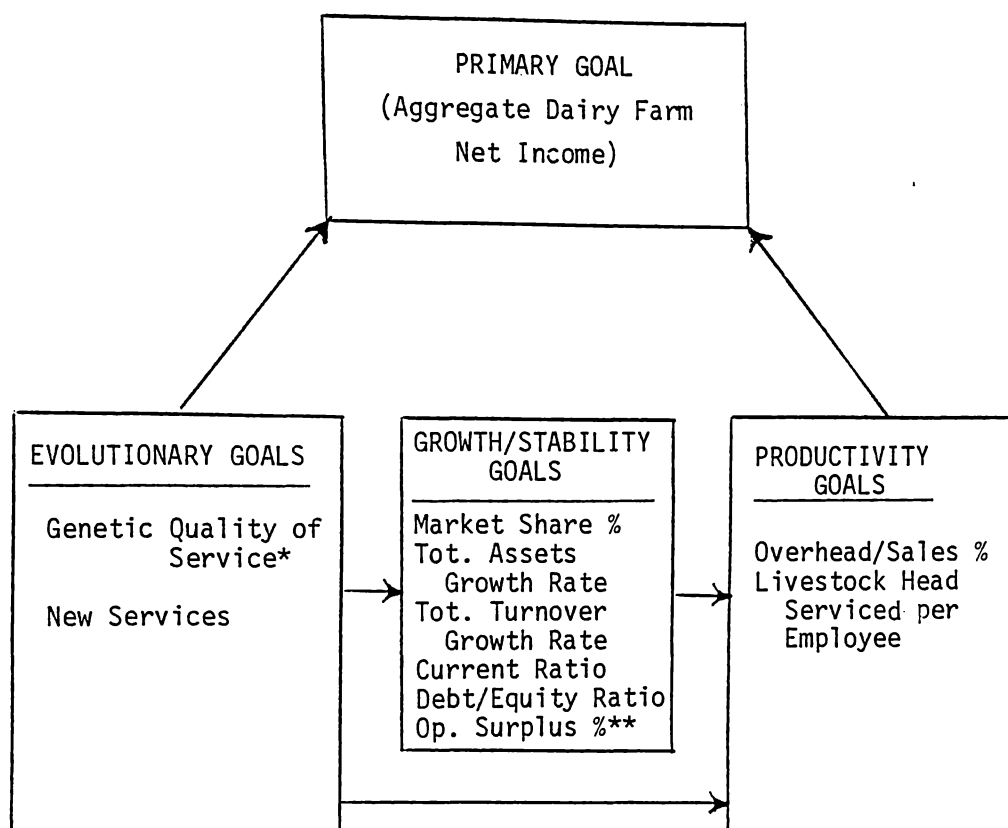 PRIMARY GOAL
(Aggregate Dairy Farm
Net Income)
EVOLUTIONARY GOALS
Genetic Quality of
Service*
New Services
GROWTH/STABILITY
GOALS
Market Share %
Tot. Assets
Growth Rate
Tot. Turnover
Growth Rate
Current Ratio
Debt/Equity Ratio
Op. Surplus %**
PRODUCTIVITY
GOALS
Overhead/Sales %
Livestock Head
Serviced per
Employee